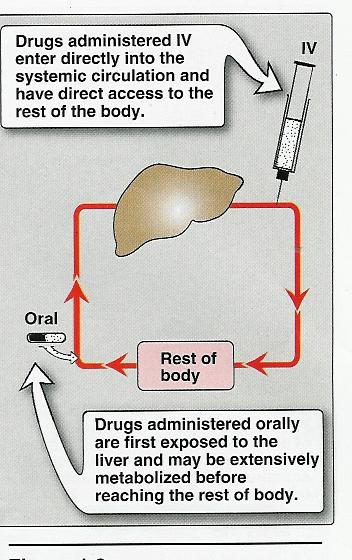 Drugs administered IV
enter directly into the
systemic circulation and
have direct access to the
rest of the body.
IV
Oral
Rest of
body
Drugs administered orally
are first exposed to the
liver and may be extensively
metabolized before
reaching the rest of body.